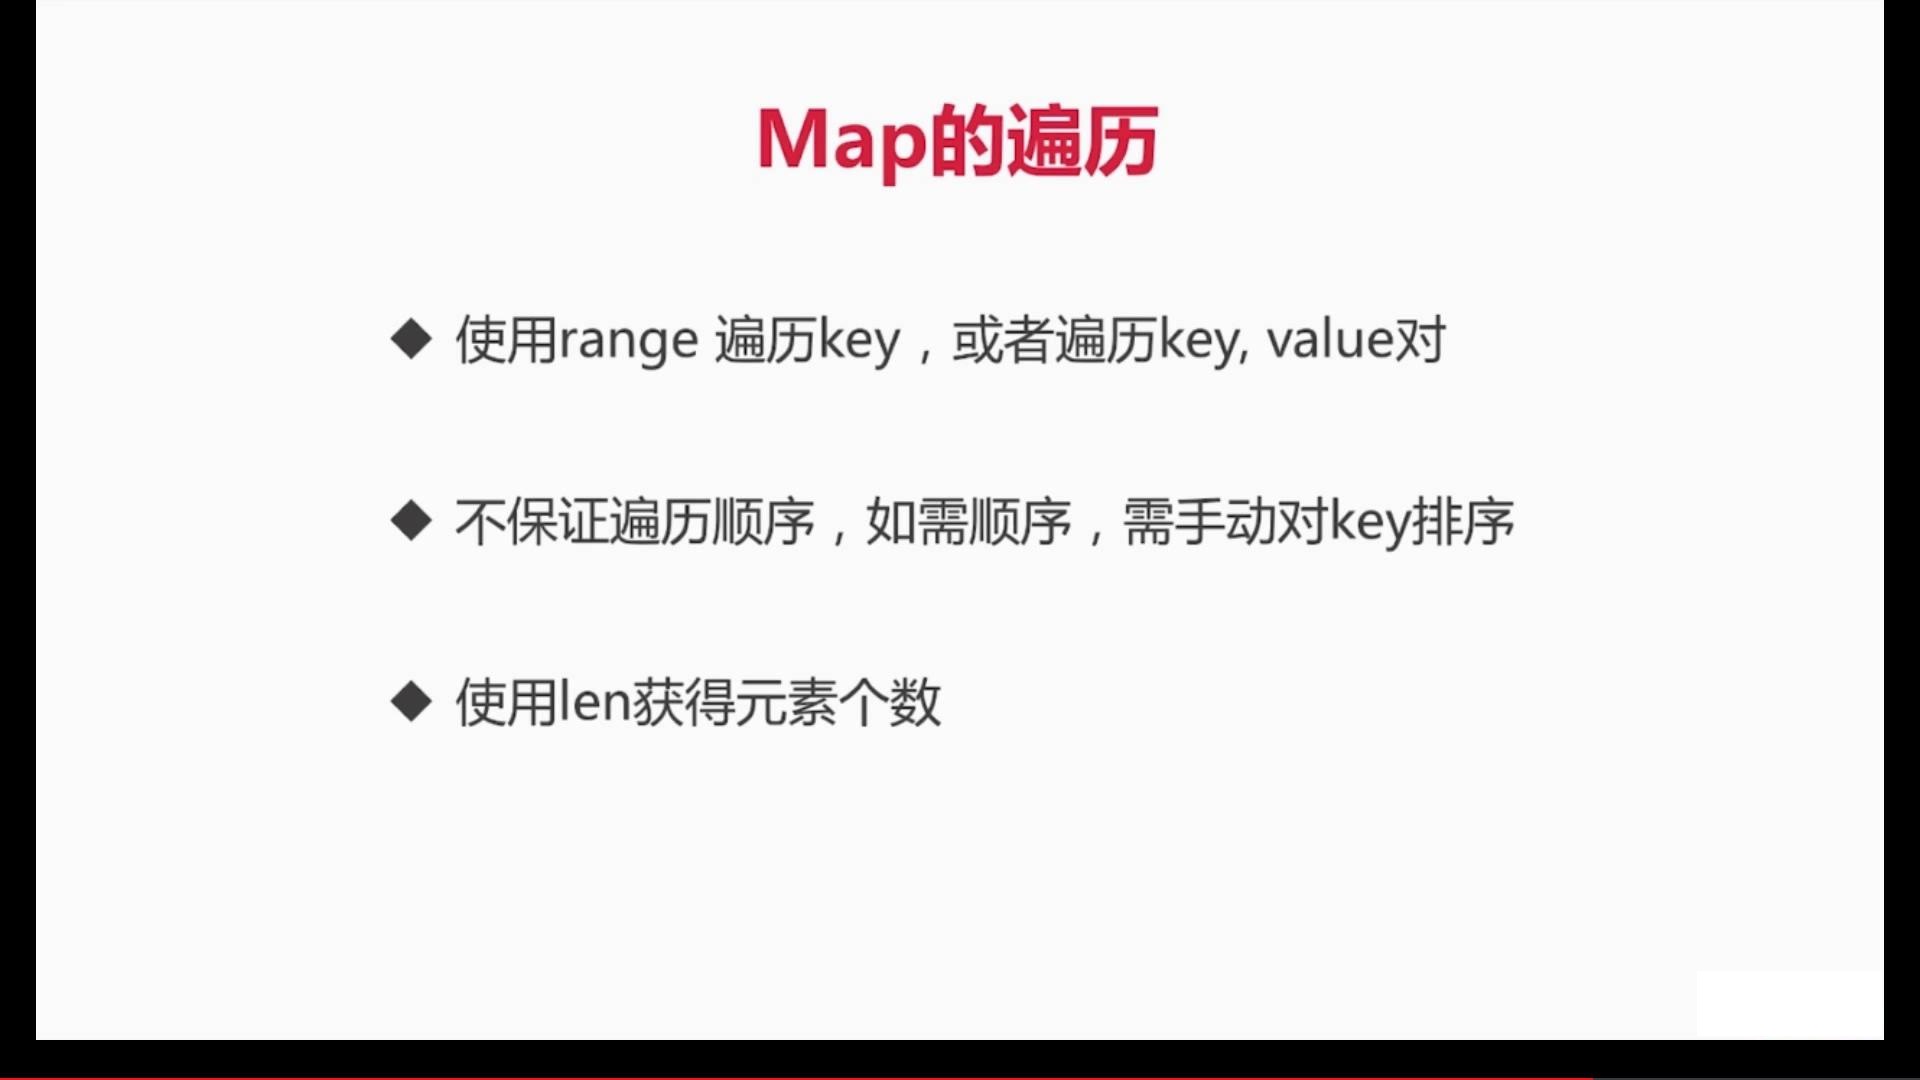 Map的遍历
使用range 遍历key，或者遍历key, value对
不保证遍历顺序，如需顺序，需手动对key排序
使用len获得元素个数